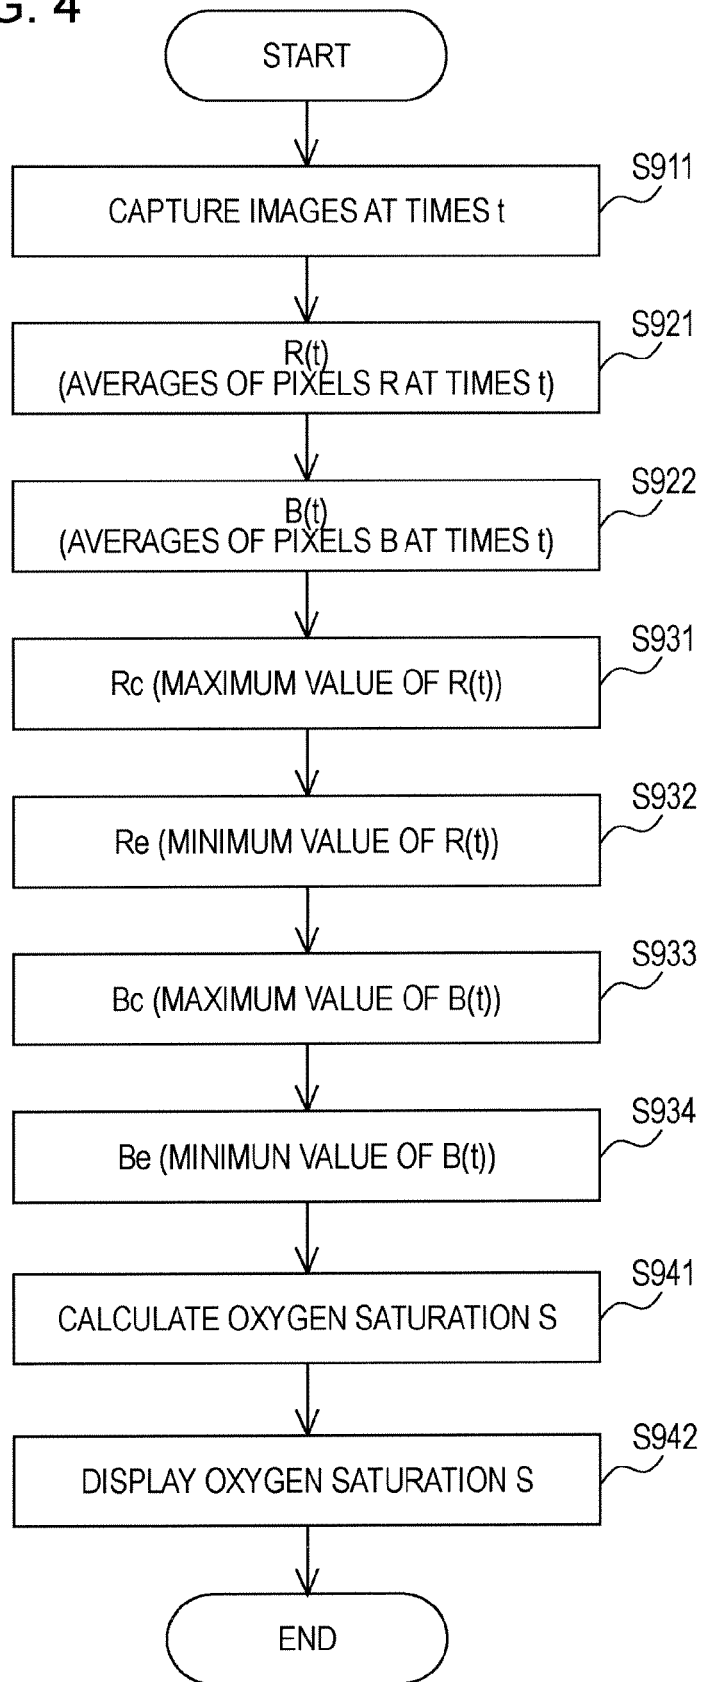 G. 4
START
CAPTURE IMAGES AT TIMES t
S911
R(t)
(AVERAGES OF PIXELS R AT TIMES t)
S921
B(t)
(AVERAGES OF PIXELS B AT TIMES t)
S922
Rc (MAXIMUM VALUE OF R(t))
S931
Re (MINIMUM VALUE OF R(t))
S932
Bc (MAXIMUM VALUE OF B(t))
S933
Be (MINIMUN VALUE OF B(t))
S934
CALCULATE OXYGEN SATURATION S
S941
DISPLAY OXYGEN SATURATION S
S942
END